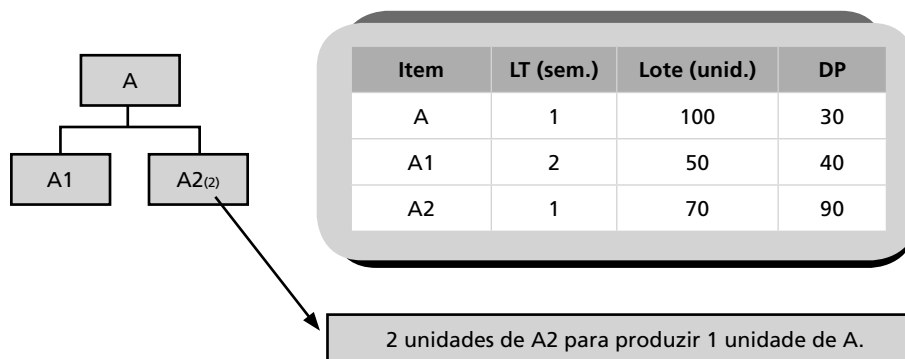 A
A1
A2(2)
Item LT (sem.) Lote (unid.) DP
A 1 100 30
A1 2 50 40
A2 1 70 90
2 unidades de A2 para produzir 1 unidade de A.